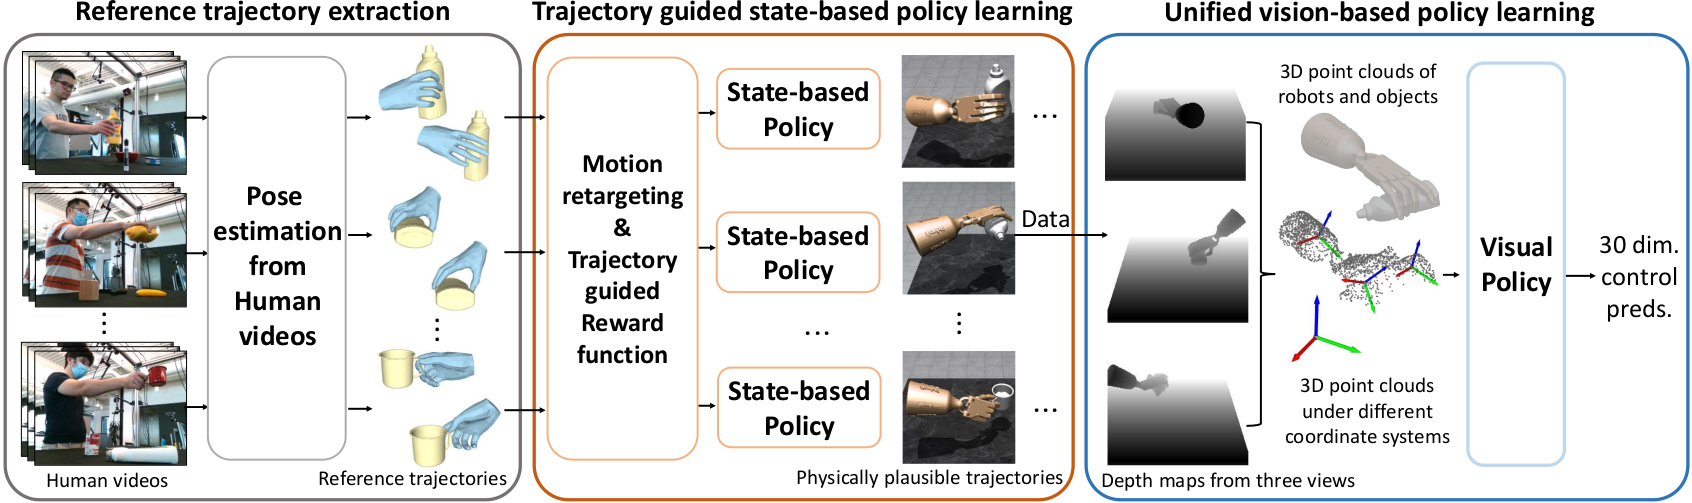 Reference trajectory extraction
Pose
estimation
from
Human
videos
Human videos
Reference trajectories
Trajectory guided state-based policy learning
Motion
retargeting
&
Trajectory
guided
Reward
function
State-based
Policy
...
State-based
Policy
...
State-based
Policy
...
Physically plausible trajectories
Data
Unified vision-based policy learning
3D point clouds of
robots and objects
3D point clouds
under different
coordinate systems
Depth maps from three views
Visual
Policy
30 dim.
control
preds.